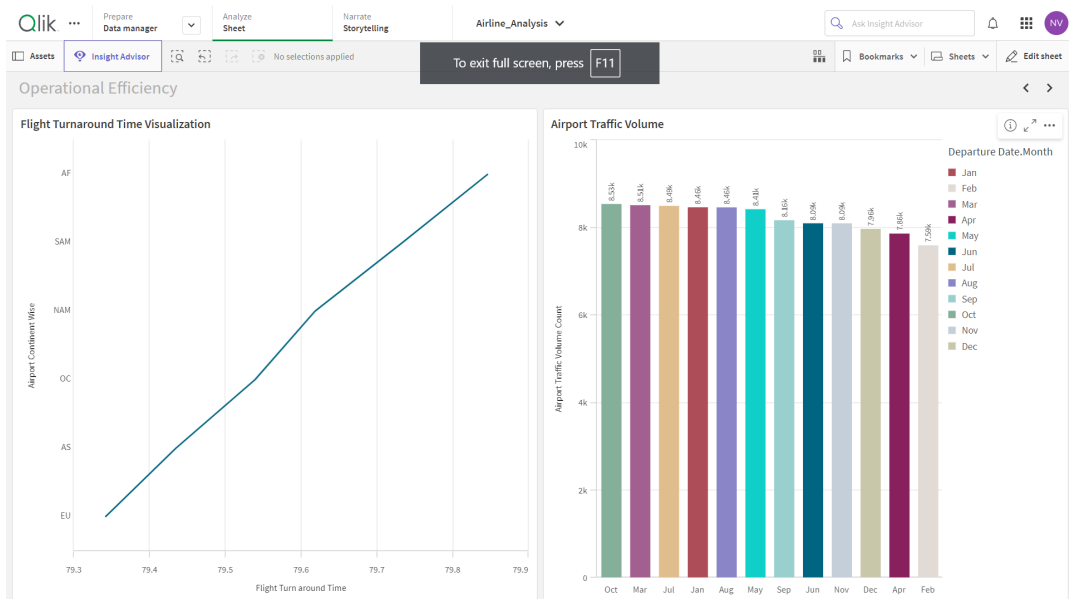 Qlik
Prepare
Data manager
Analyze
Sheet
Narrate
Storytelling
Airline_Analysis
Ask Insight Advisor
NV
Assets
Insight Advisor
No selections applied
To exit full screen, press F11
Bookmarks
Sheets
Edit sheet
Operational Efficiency
Flight Turnaround Time Visualization
Airport Continent Wise
AF
SAM
NAM
OC
AS
EU
79.3 79.4 79.5 79.6 79.7 79.8 79.9
Flight Turn around Time
Airport Traffic Volume
Airport Traffic Volume Count
10k
8k
6k
4k
2k
0
8.53k 8.51k 8.49k 8.46k 8.46k 8.41k 8.16k 8.09k 8.09k 7.96k 7.86k 7.59k
Oct Mar Jul Jan Aug May Sep Jun Nov Dec Apr Feb
Departure Date.Month
Jan
Feb
Mar
Apr
May
Jun
Jul
Aug
Sep
Oct
Nov
Dec